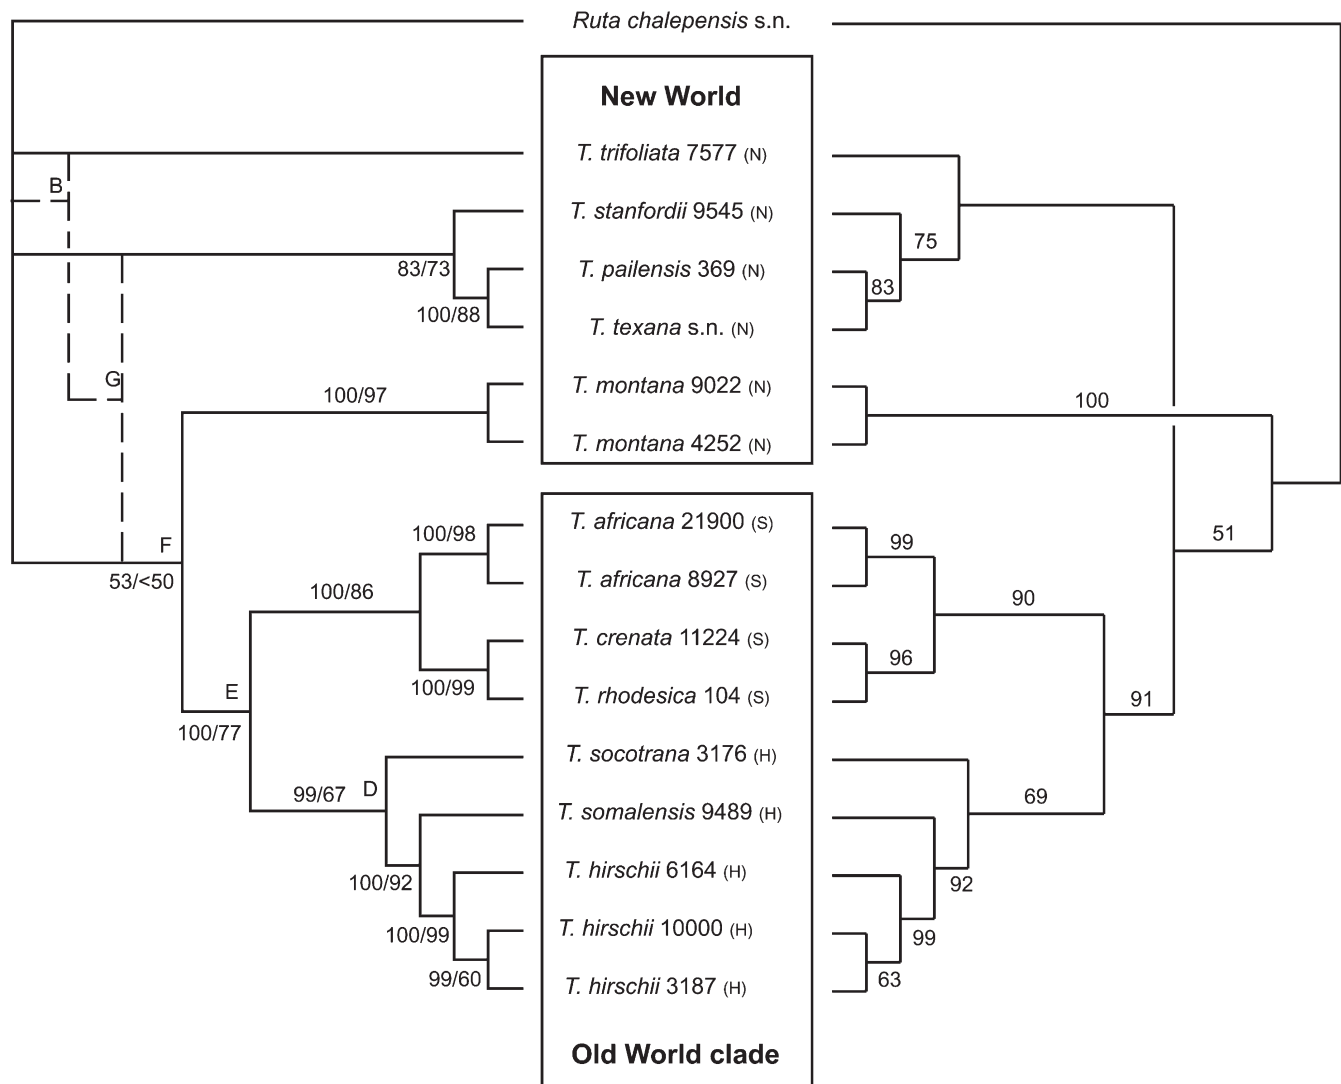 Ruta chalepensis s.n.
New World
T. trifoliata 7577 (N)
B
T. stanfordii 9545 (N)
75
83/73
T. pailensis 369 (N)
83
100/88
T. texana s.n. (N)
G
T. montana 9022 (N)
100/97
100
T. montana 4252 (N)
T. africana 21900 (S)
100/98
99
51
F
53/<50
T. africana 8927 (S)
100/86
90
T. crenata 11224 (S)
96
100/99
E
T. rhodesica 104 (S)
91
100/77
T. socotrana 3176 (H)
99/67
D
69
T. somalensis 9489 (H)
T. hirschii 6164 (H)
100/92
92
T. hirschii 10000 (H)
100/99
99
99/60
63
T. hirschii 3187 (H)
Old World clade